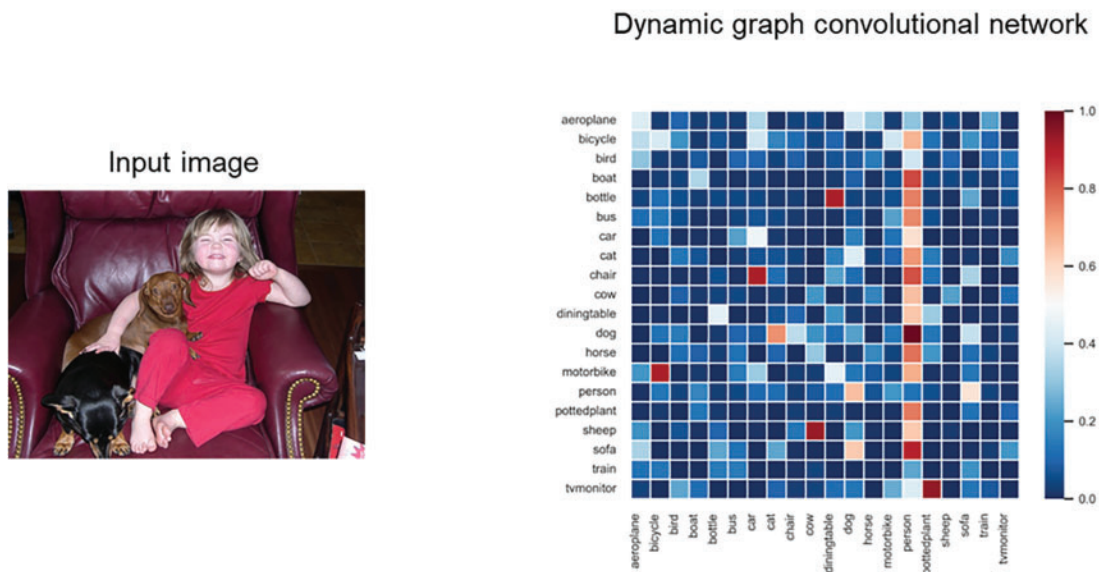 Dynamic graph convolutional network
Input image
aeroplane
bicycle
bird
boat
bottle
bus
car
cat
chair
cow
diningtable
dog
horse
motorbike
person
pottedplant
sheep
sofa
train
tvmonitor
1.0
0.8
0.6
0.4
0.2
0.0
aeroplane
bicycle
bird
boat
bottle
bus
car
cat
chair
cow
diningtable
dog
horse
motorbike
person
pottedplant
sheep
sofa
train
tvmonitor